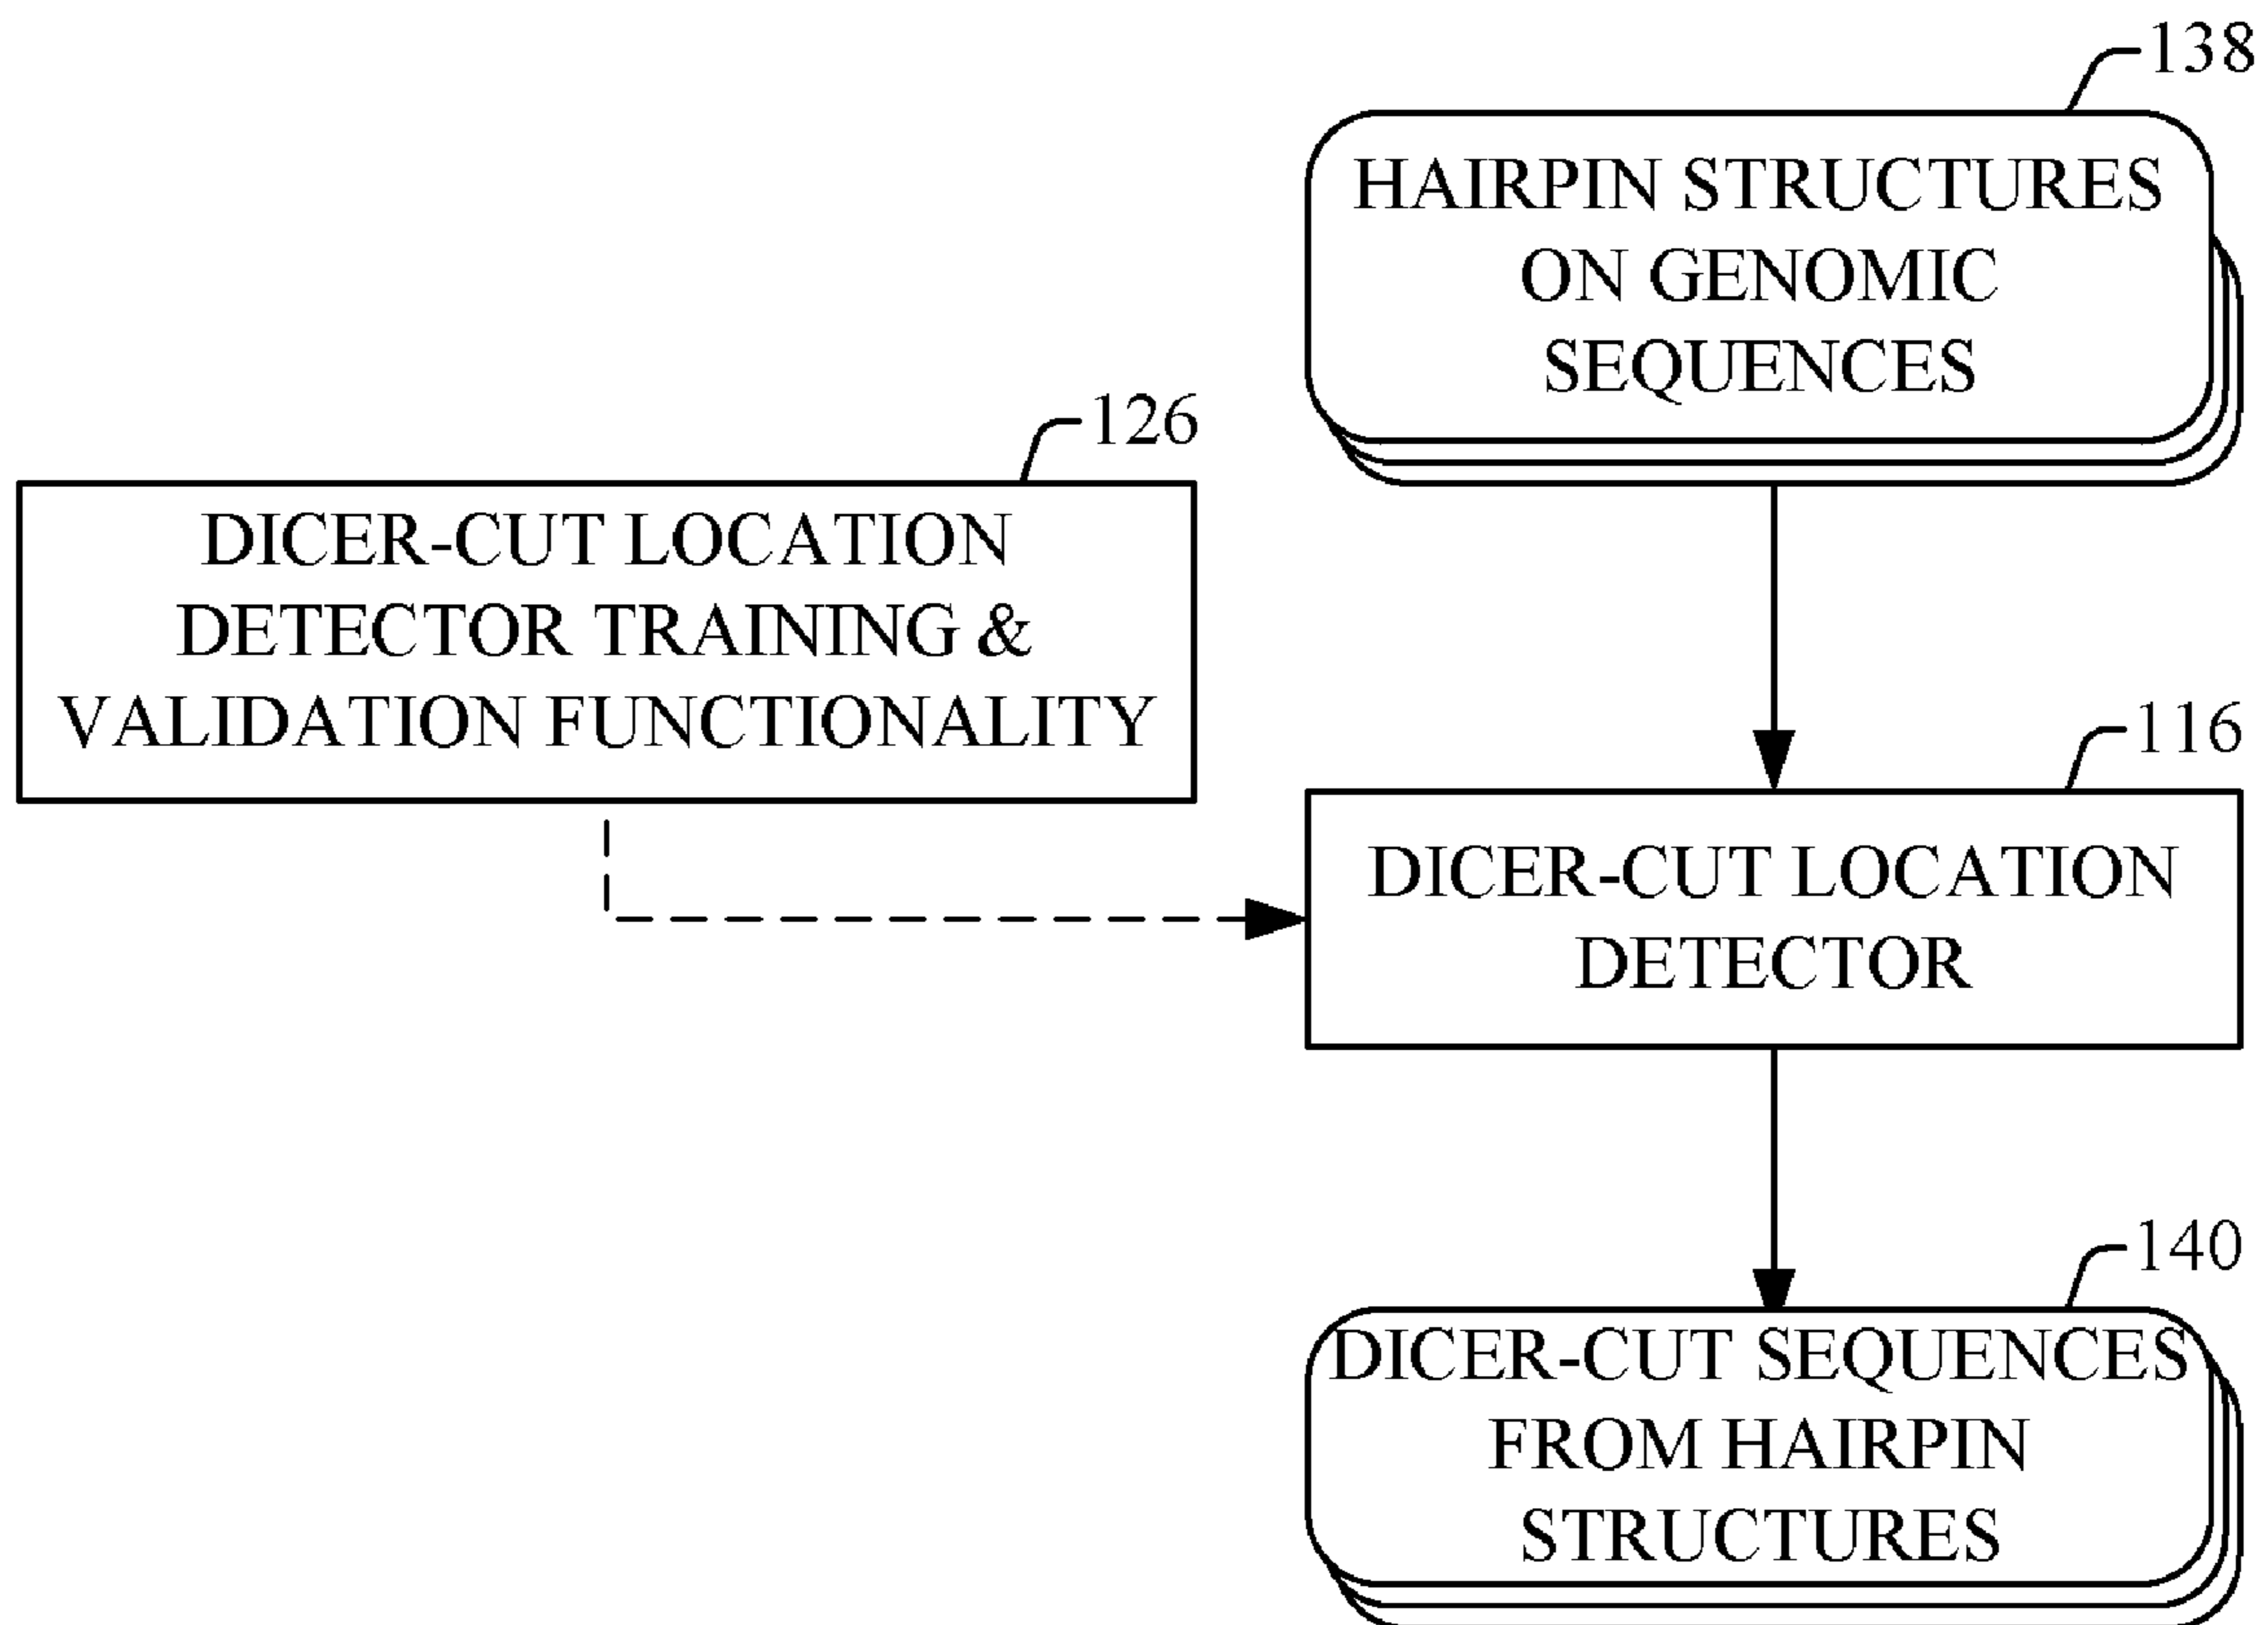 138
HAIRPIN STRUCTURES
ON GENOMIC
SEQUENCES
126
DICER-CUT LOCATION
DETECTOR TRAINING &
VALIDATION FUNCTIONALITY
116
DICER-CUT LOCATION
DETECTOR
140
DICER-CUT SEQUENCES
FROM HAIRPIN
STRUCTURES